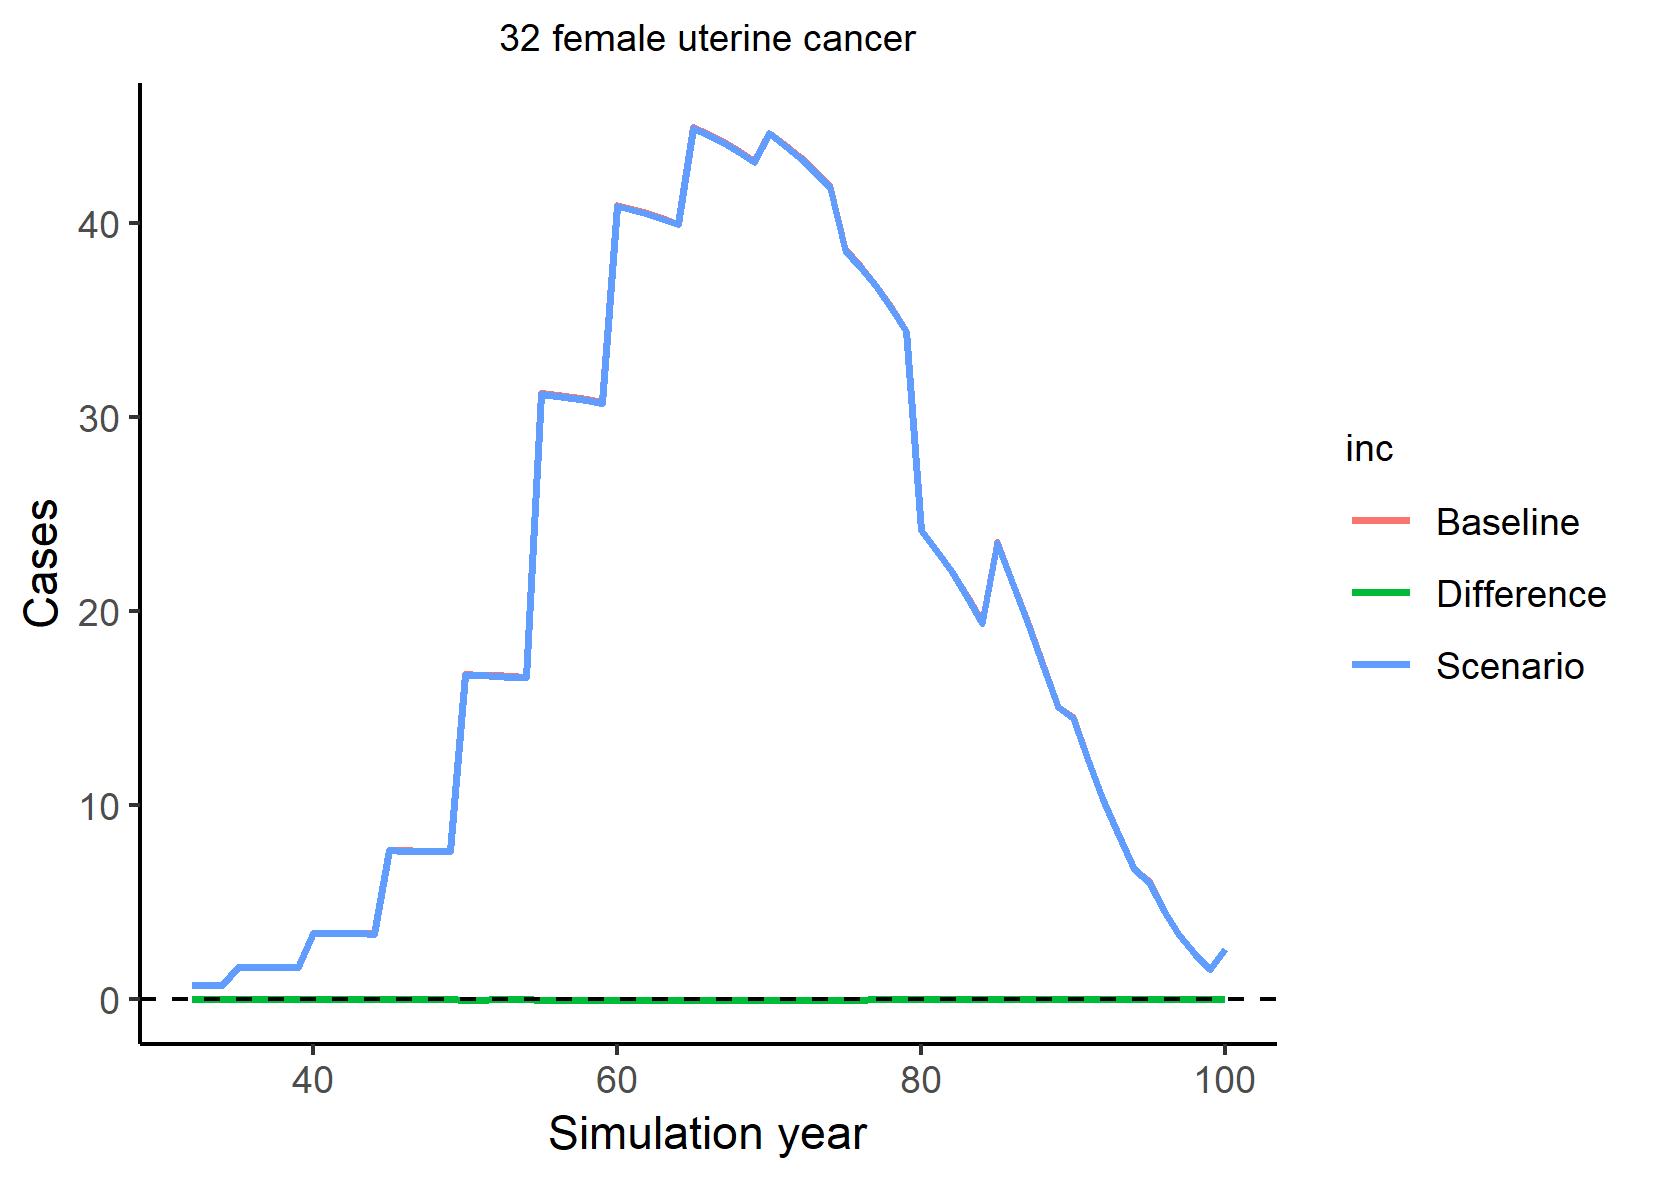 32 female uterine cancer
Cases
40
30
20
10
0
40 60 80 100
Simulation year
inc
Baseline
Difference
Scenario